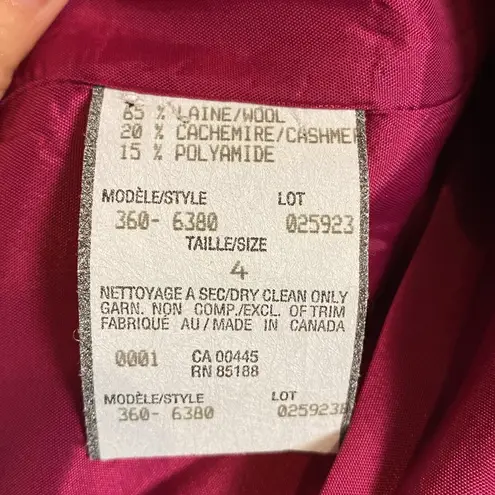 65 % LAINE/WOOL
20 % CACHEMIRE/CASHMER
15 % POLYAMIDE
MODÈLE/STYLE LOT
360- 6380 025923
TAILLE/SIZE
4
NETTOYAGE A SEC/DRY CLEAN ONLY
GARN. NON COMP./EXCL. OF TRIM
FABRIQUÉ AU / MADE IN CANADA
0001 CA 00445
RN 85188
MODÈLE/STYLE LOT
360- 6380 025923